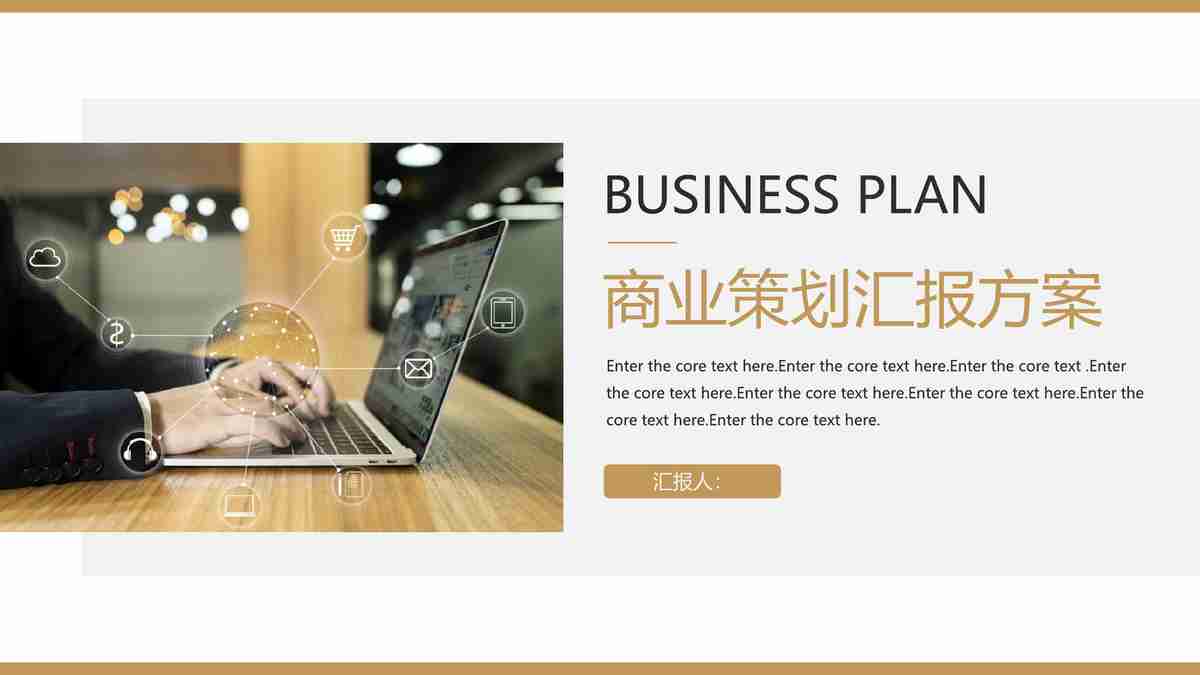 BUSINESS PLAN
商业策划汇报方案
Enter the core text here.Enter the core text here.Enter the core text .Enter
the core text here.Enter the core text here.Enter the core text here.Enter the
core text here.Enter the core text here.
汇报人：